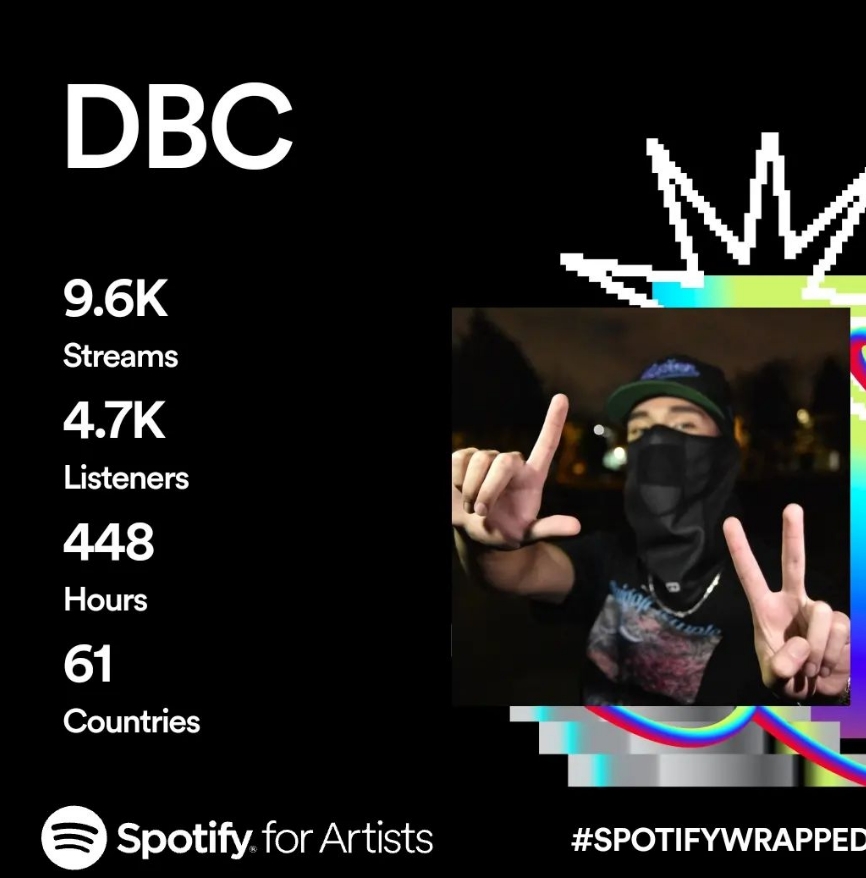 DBC
9.6K
Streams
4.7K
Listeners
448
Hours
61
Countries
Spotify for Artists
#SPOTIFYWRAPPED